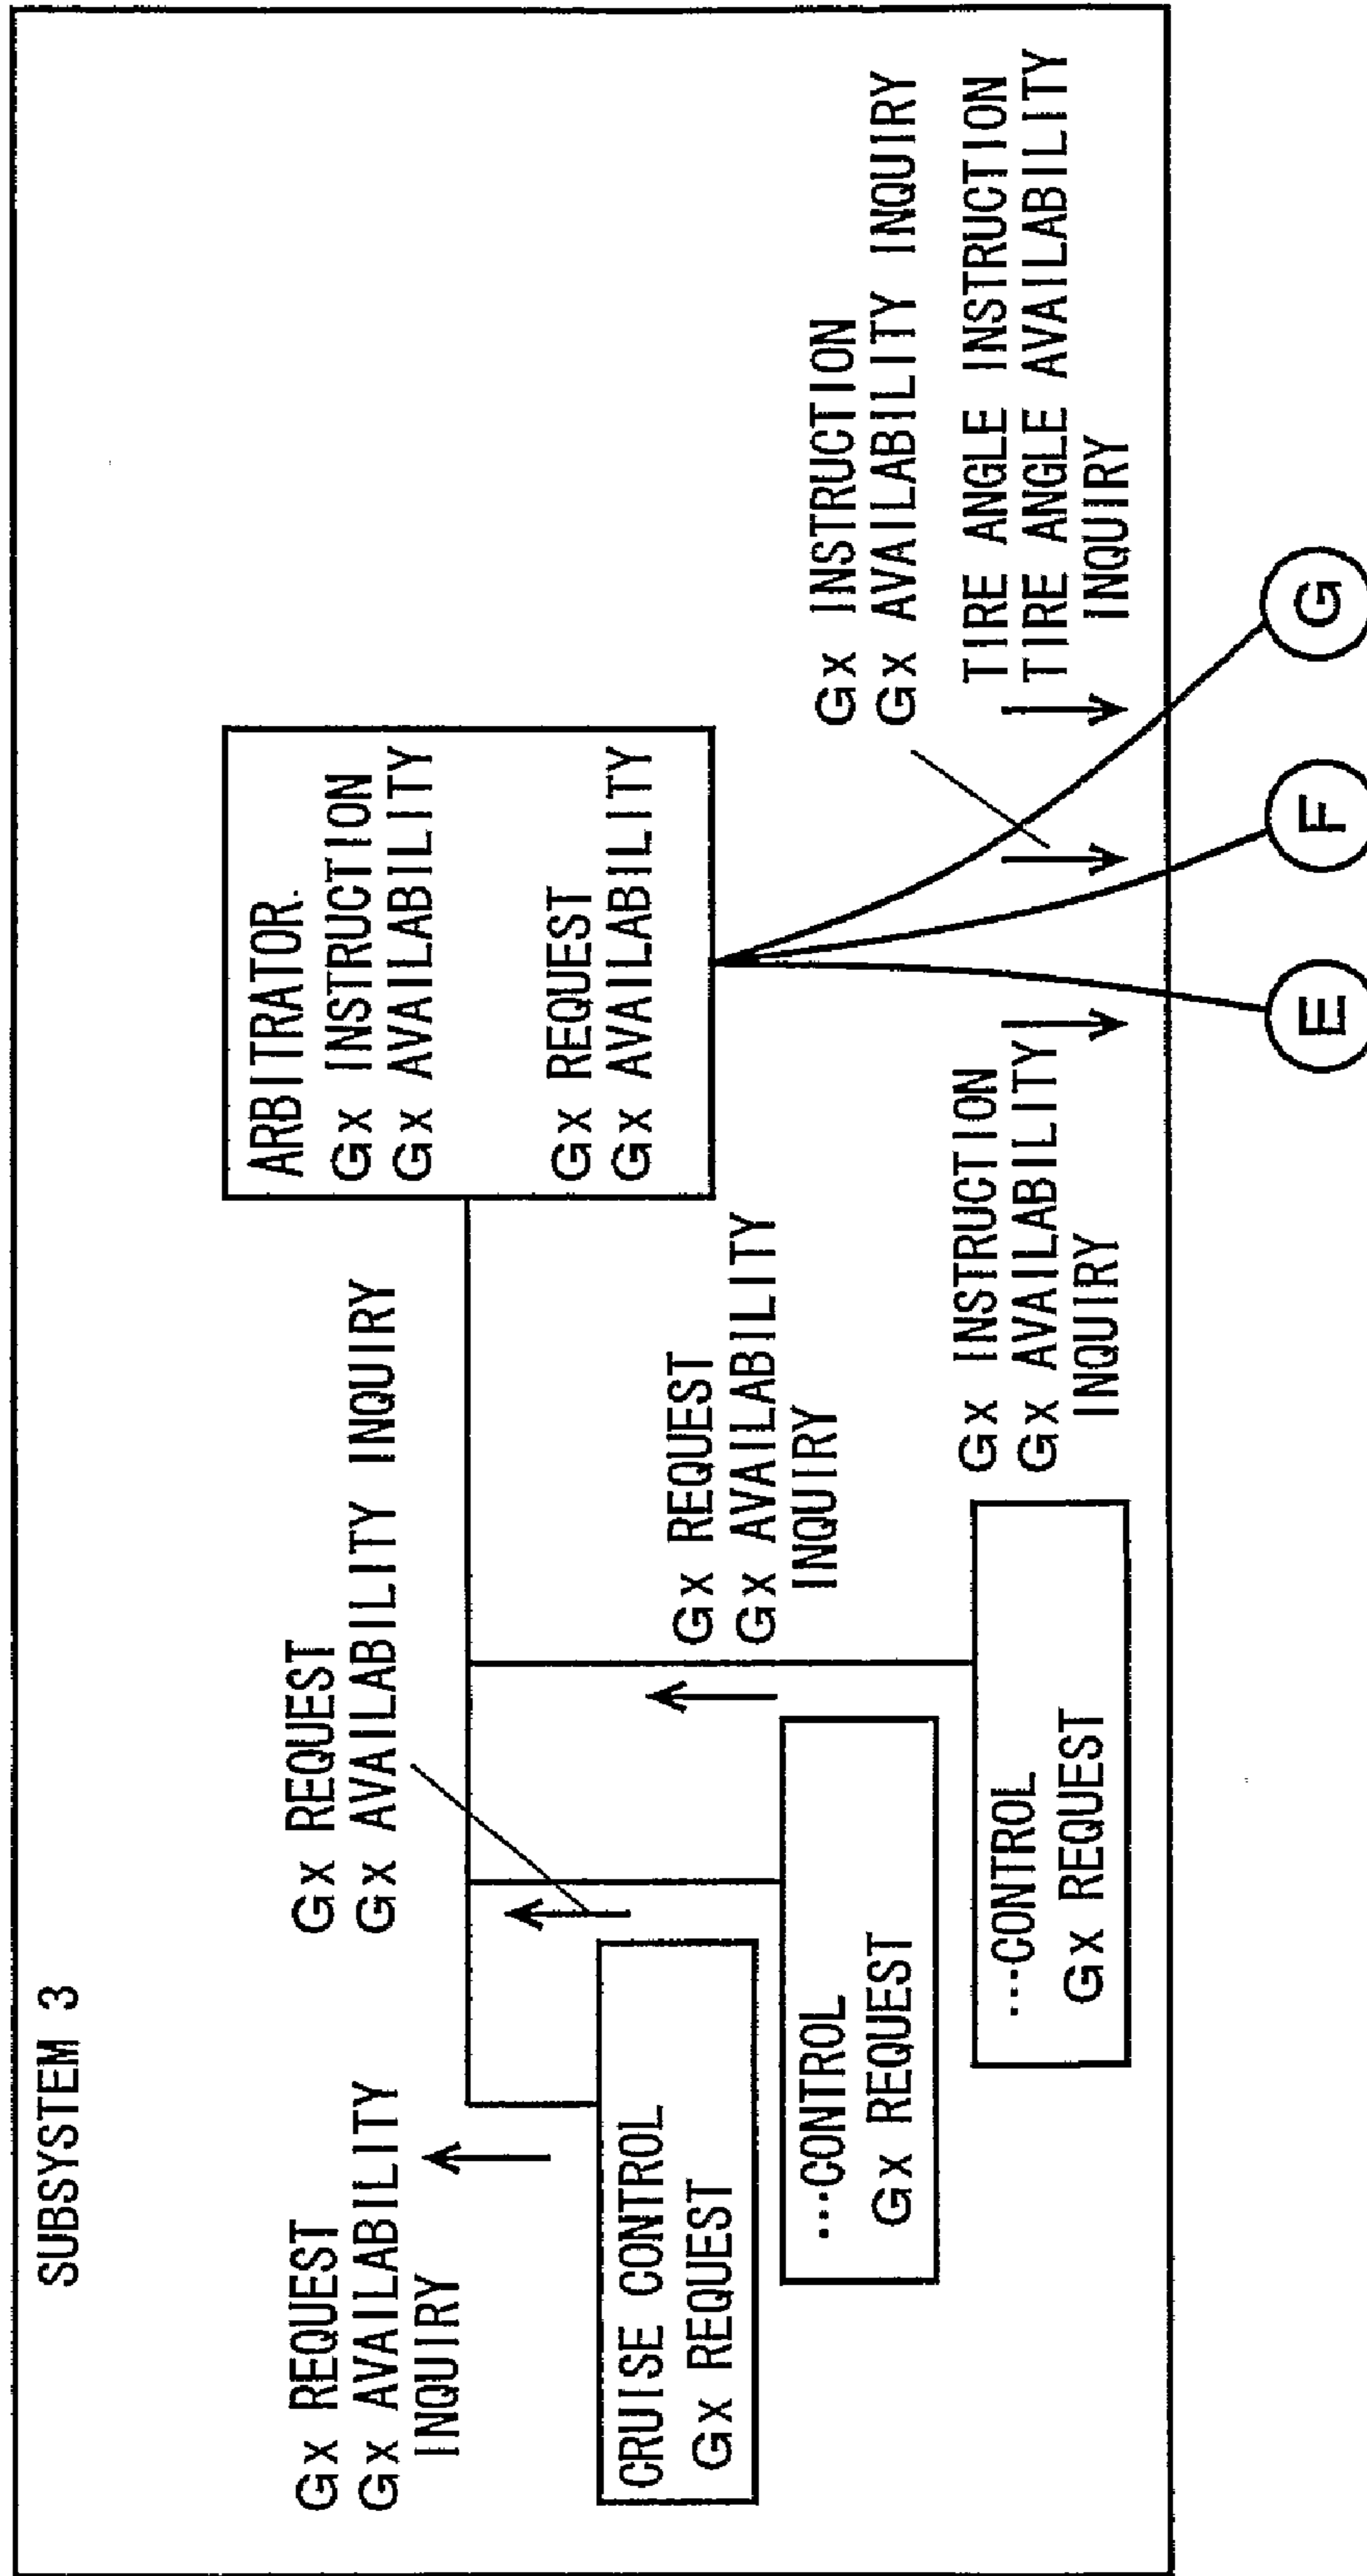 SUBSYSTEM 3
Gx REQUEST
Gx AVAILABILITY
INQUIRY
Gx REQUEST
Gx AVAILABILITY INQUIRY
ARBITRATOR.
Gx INSTRUCTION
Gx AVAILABILITY
Gx REQUEST
Gx AVAILABILITY
CRUISE CONTROL
Gx REQUEST
Gx REQUEST
Gx AVAILABILITY
INQUIRY
...CONTROL
Gx REQUEST
...CONTROL
Gx REQUEST
Gx INSTRUCTION
Gx AVAILABILITY
INQUIRY
Gx INSTRUCTION
Gx AVAILABILITY INQUIRY
TIRE ANGLE INSTRUCTION
TIRE ANGLE AVAILABILITY
INQUIRY
E
F
G